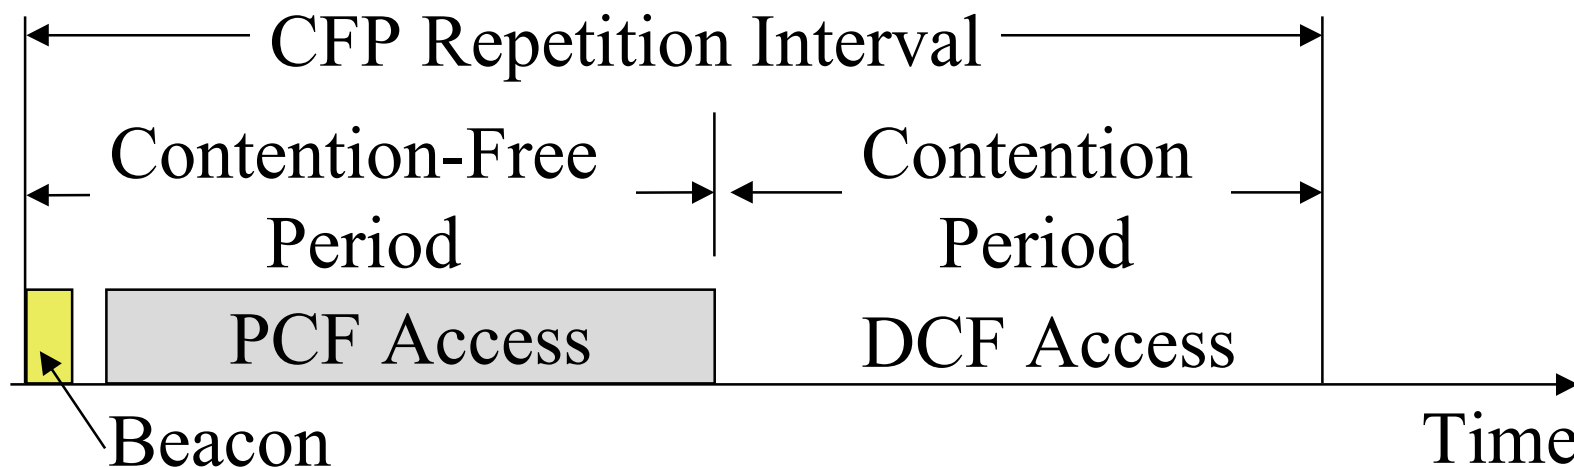 CFP Repetition Interval
Contention-Free
Period
Contention
Period
PCF Access
DCF Access
Beacon
Time